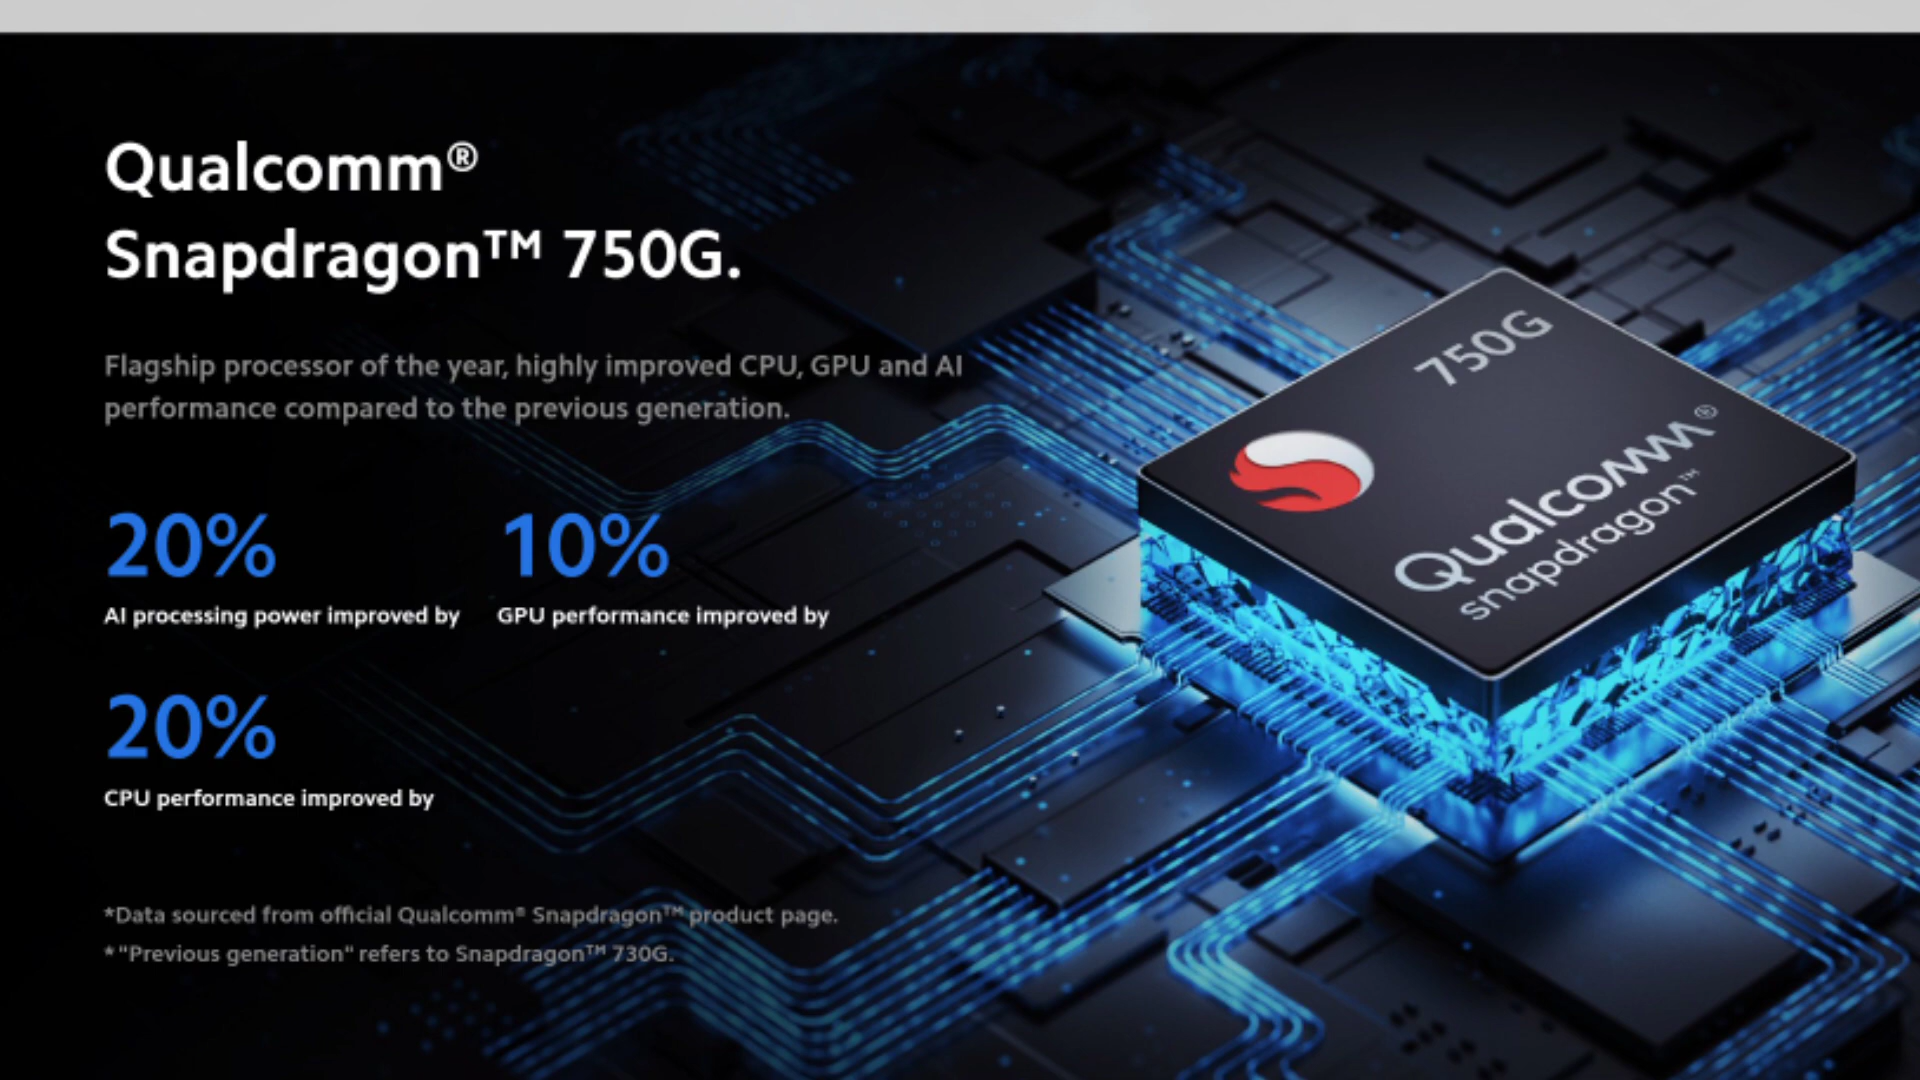 Qualcomm®
Snapdragon™ 750G.
Flagship processor of the year, highly improved CPU, GPU and AI
performance compared to the previous generation.
20%
AI processing power improved by
10%
GPU performance improved by
20%
CPU performance improved by
*Data sourced from official Qualcomm® Snapdragon™ product page.
* "Previous generation" refers to Snapdragon™ 730G.
750G
Qualcomm®
snapdragon™